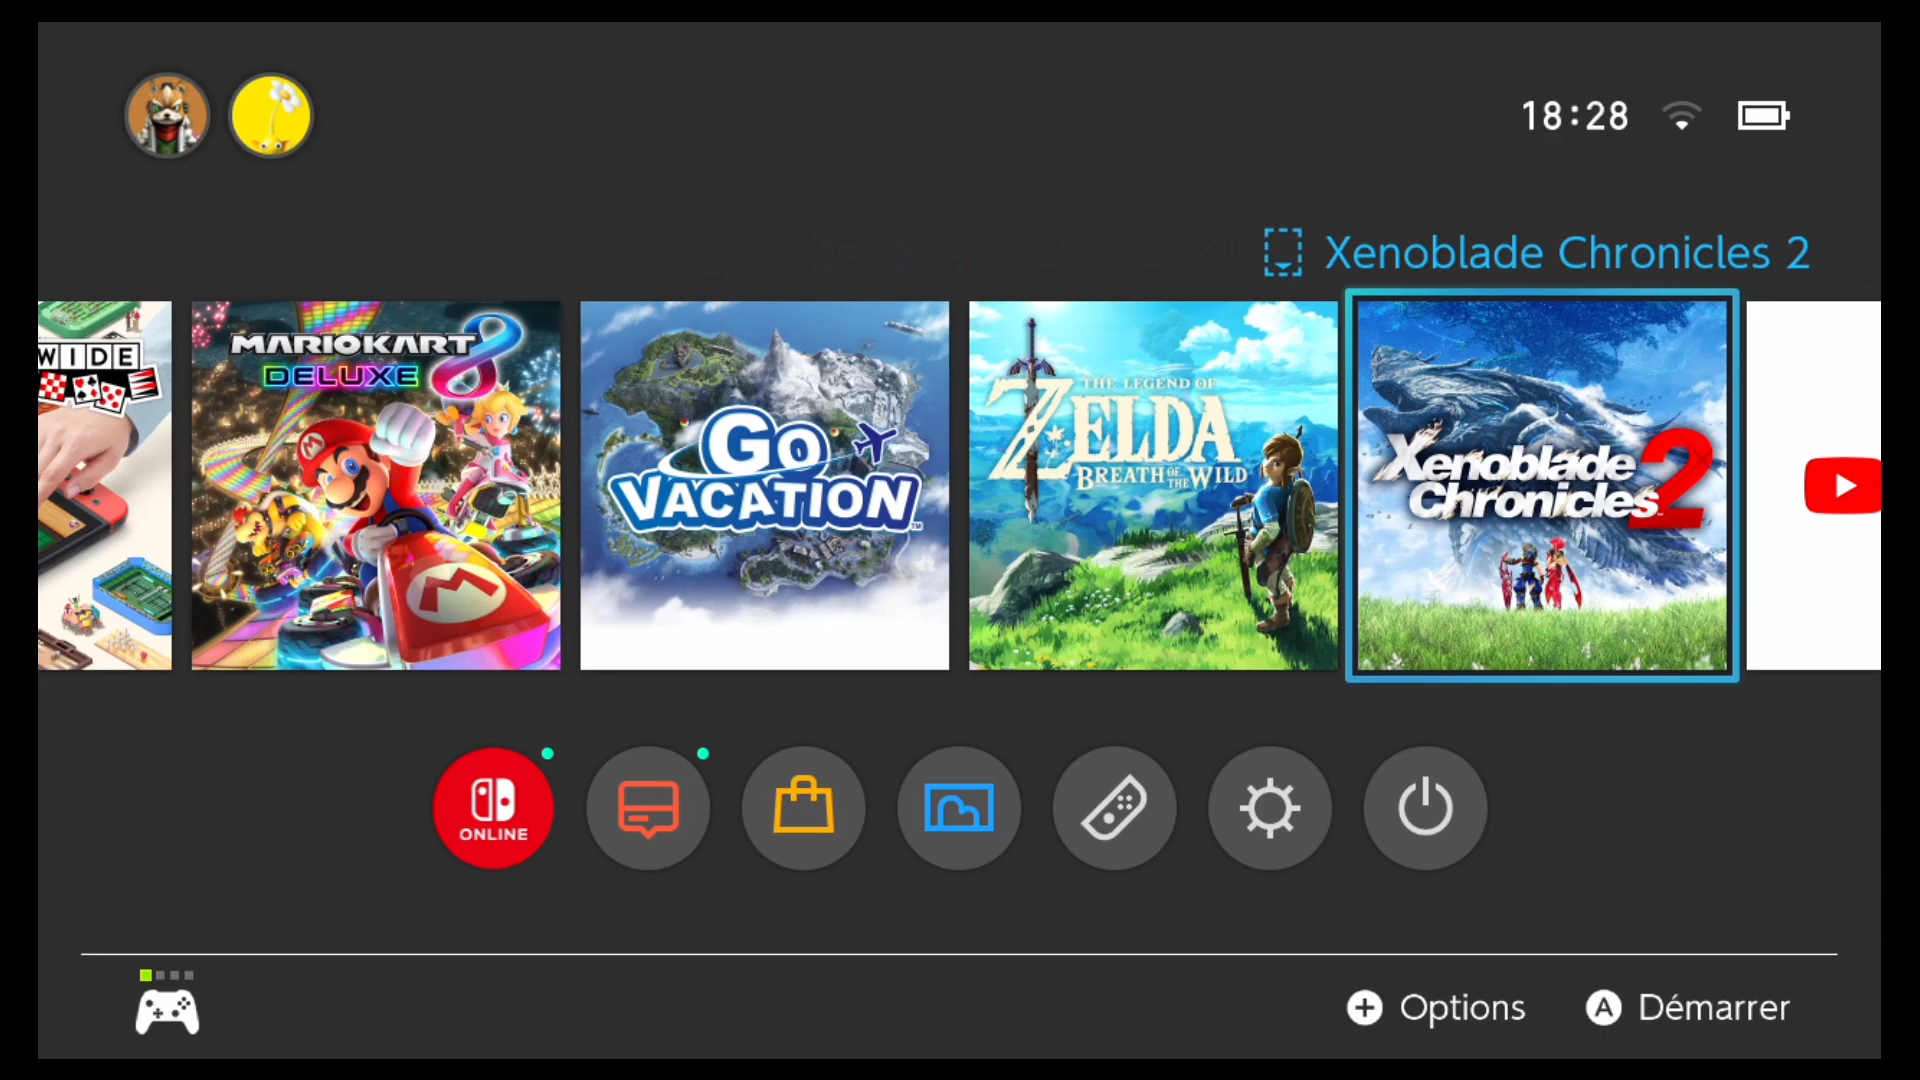 18:28
Xenoblade Chronicles 2
WIDE
MARIOKART 8
DELUXE
GO
VACATION™
THE LEGEND OF
ZELDA
BREATH OF THE WILD
Xenoblade
Chronicles 2
ONLINE
Options
A Démarrer